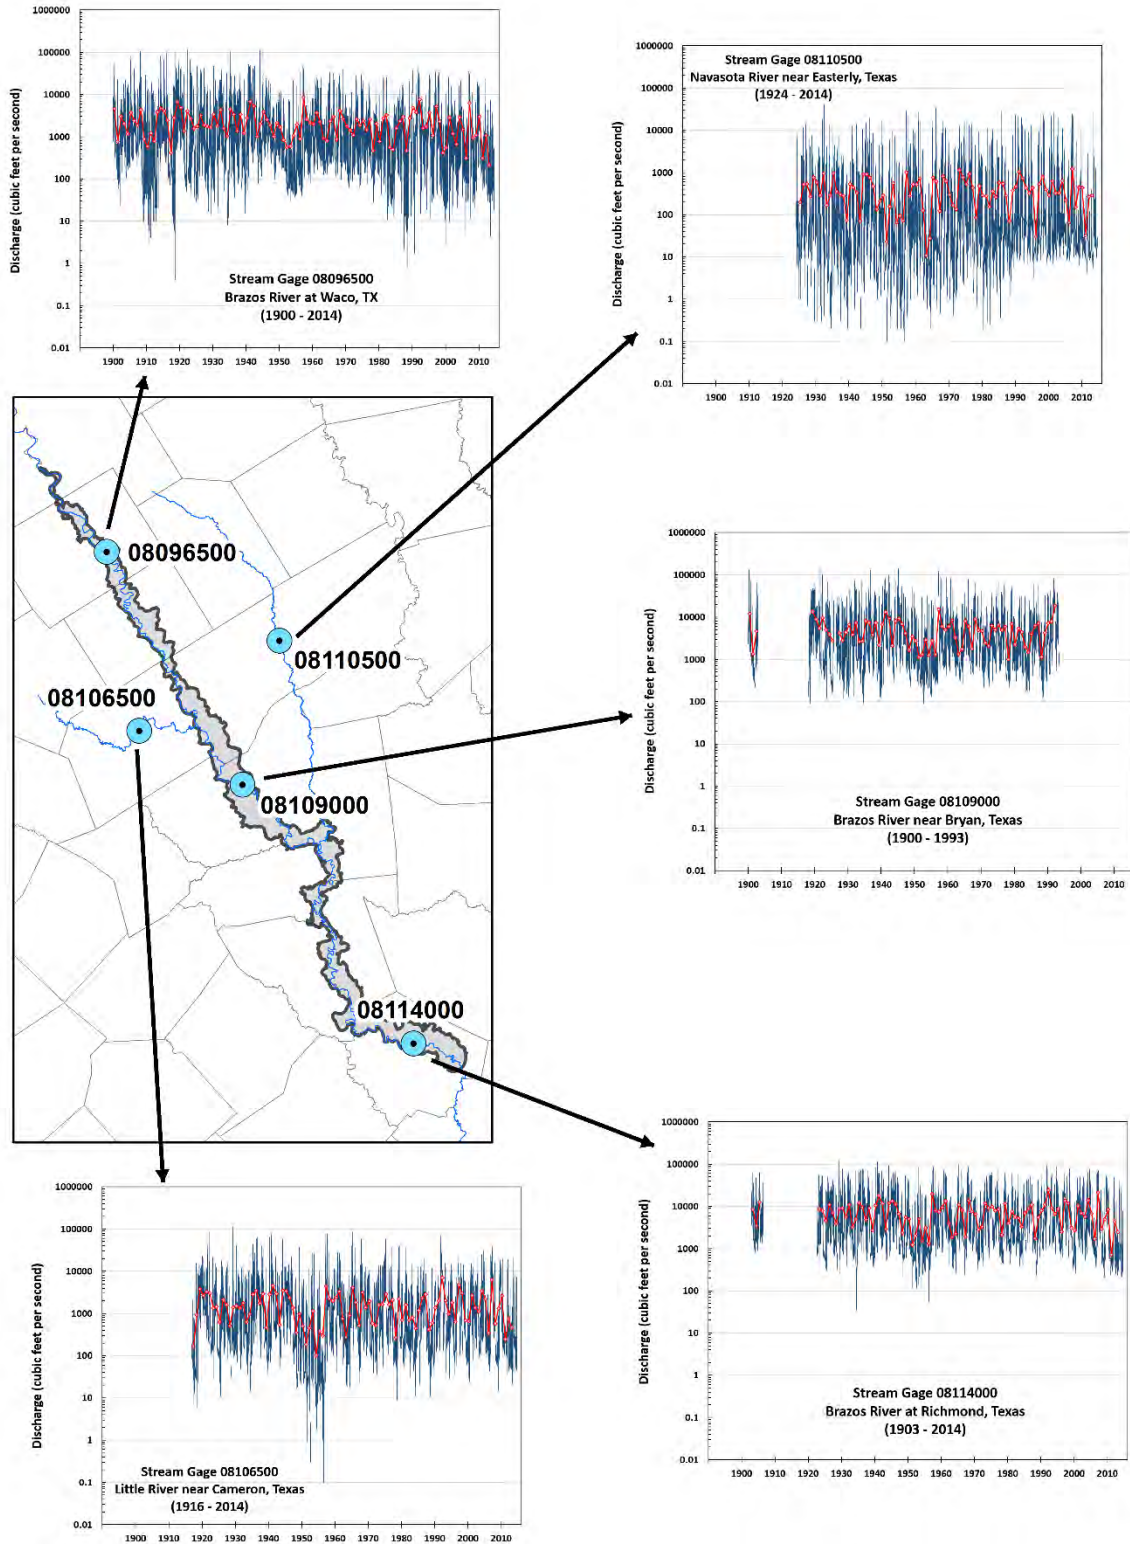 Discharge (cubic feet per second)
1000000
100000
10000
1000
100
10
1
0.1
0.01
1900 1910 1920 1930 1940 1950 1960 1970 1980 1990 2000 2010
Stream Gage 08096500
Brazos River at Waco, TX
(1900 - 2014)
Discharge (cubic feet per second)
1000000
100000
10000
1000
100
10
1
0.1
0.01
1900 1910 1920 1930 1940 1950 1960 1970 1980 1990 2000 2010
Stream Gage 08110500
Navasota River near Easterly, Texas
(1924 - 2014)
08096500
08110500
08106500
08109000
08114000
Discharge (cubic feet per second)
1000000
100000
10000
1000
100
10
1
0.1
0.01
1900 1910 1920 1930 1940 1950 1960 1970 1980 1990 2000 2010
Stream Gage 08109000
Brazos River near Bryan, Texas
(1900 - 1993)
Discharge (cubic feet per second)
1000000
100000
10000
1000
100
10
1
0.1
0.01
1900 1910 1920 1930 1940 1950 1960 1970 1980 1990 2000 2010
Stream Gage 08114000
Brazos River at Richmond, Texas
(1903 - 2014)
Discharge (cubic feet per second)
1000000
100000
10000
1000
100
10
1
0.1
0.01
1900 1910 1920 1930 1940 1950 1960 1970 1980 1990 2000 2010
Stream Gage 08106500
Little River near Cameron, Texas
(1916 - 2014)